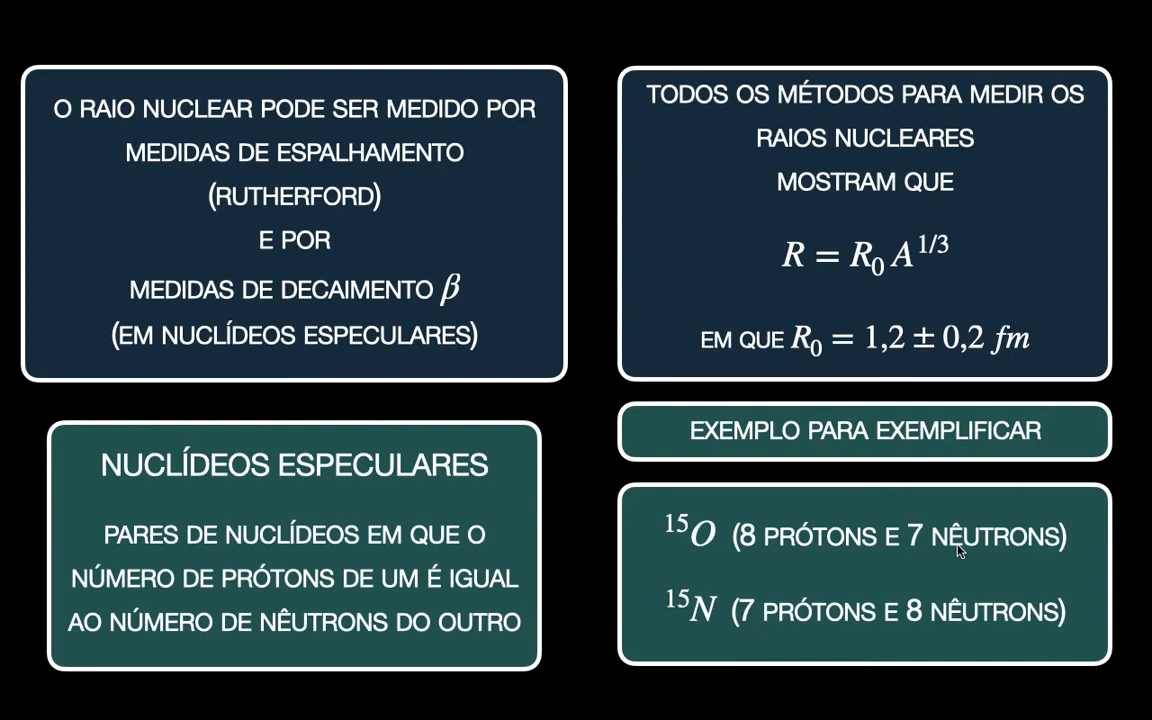 O RAIO NUCLEAR PODE SER MEDIDO POR
MEDIDAS DE ESPALHAMENTO
(RUTHERFORD)
E POR
MEDIDAS DE DECAIMENTO β
(EM NUCLÍDEOS ESPECULARES)
TODOS OS MÉTODOS PARA MEDIR OS
RAIOS NUCLEARES
MOSTRAM QUE
R = R₀ A^{1/3}
EM QUE R₀ = 1,2 ± 0,2 fm
NUCLÍDEOS ESPECULARES
PARES DE NUCLÍDEOS EM QUE O
NÚMERO DE PRÓTONS DE UM É IGUAL
AO NÚMERO DE NÊUTRONS DO OUTRO
EXEMPLO PARA EXEMPLIFICAR
¹⁵O (8 PRÓTONS E 7 NÊUTRONS)
¹⁵N (7 PRÓTONS E 8 NÊUTRONS)